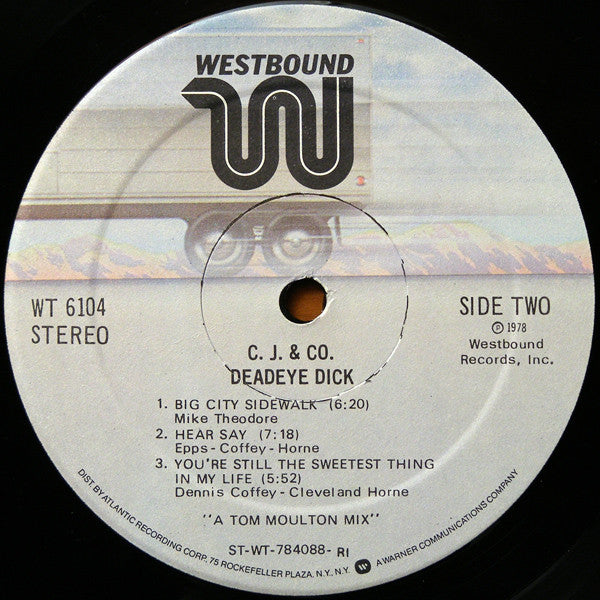 WESTBOUND
WT 6104
STEREO
SIDE TWO
℗ 1978
Westbound
Records, Inc.
C. J. & CO.
DEADEYE DICK
1. BIG CITY SIDEWALK (6:20)
Mike Theodore
2. HEAR SAY (7:18)
Epps - Coffey - Horne
3. YOU'RE STILL THE SWEETEST THING
IN MY LIFE (5:52)
Dennis Coffey - Cleveland Horne
"A TOM MOULTON MIX"
ST-WT-784088- RI
DIST. BY ATLANTIC RECORDING CORP., 75 ROCKEFELLER PLAZA, N.Y., N.Y. W A WARNER COMMUNICATIONS COMPANY